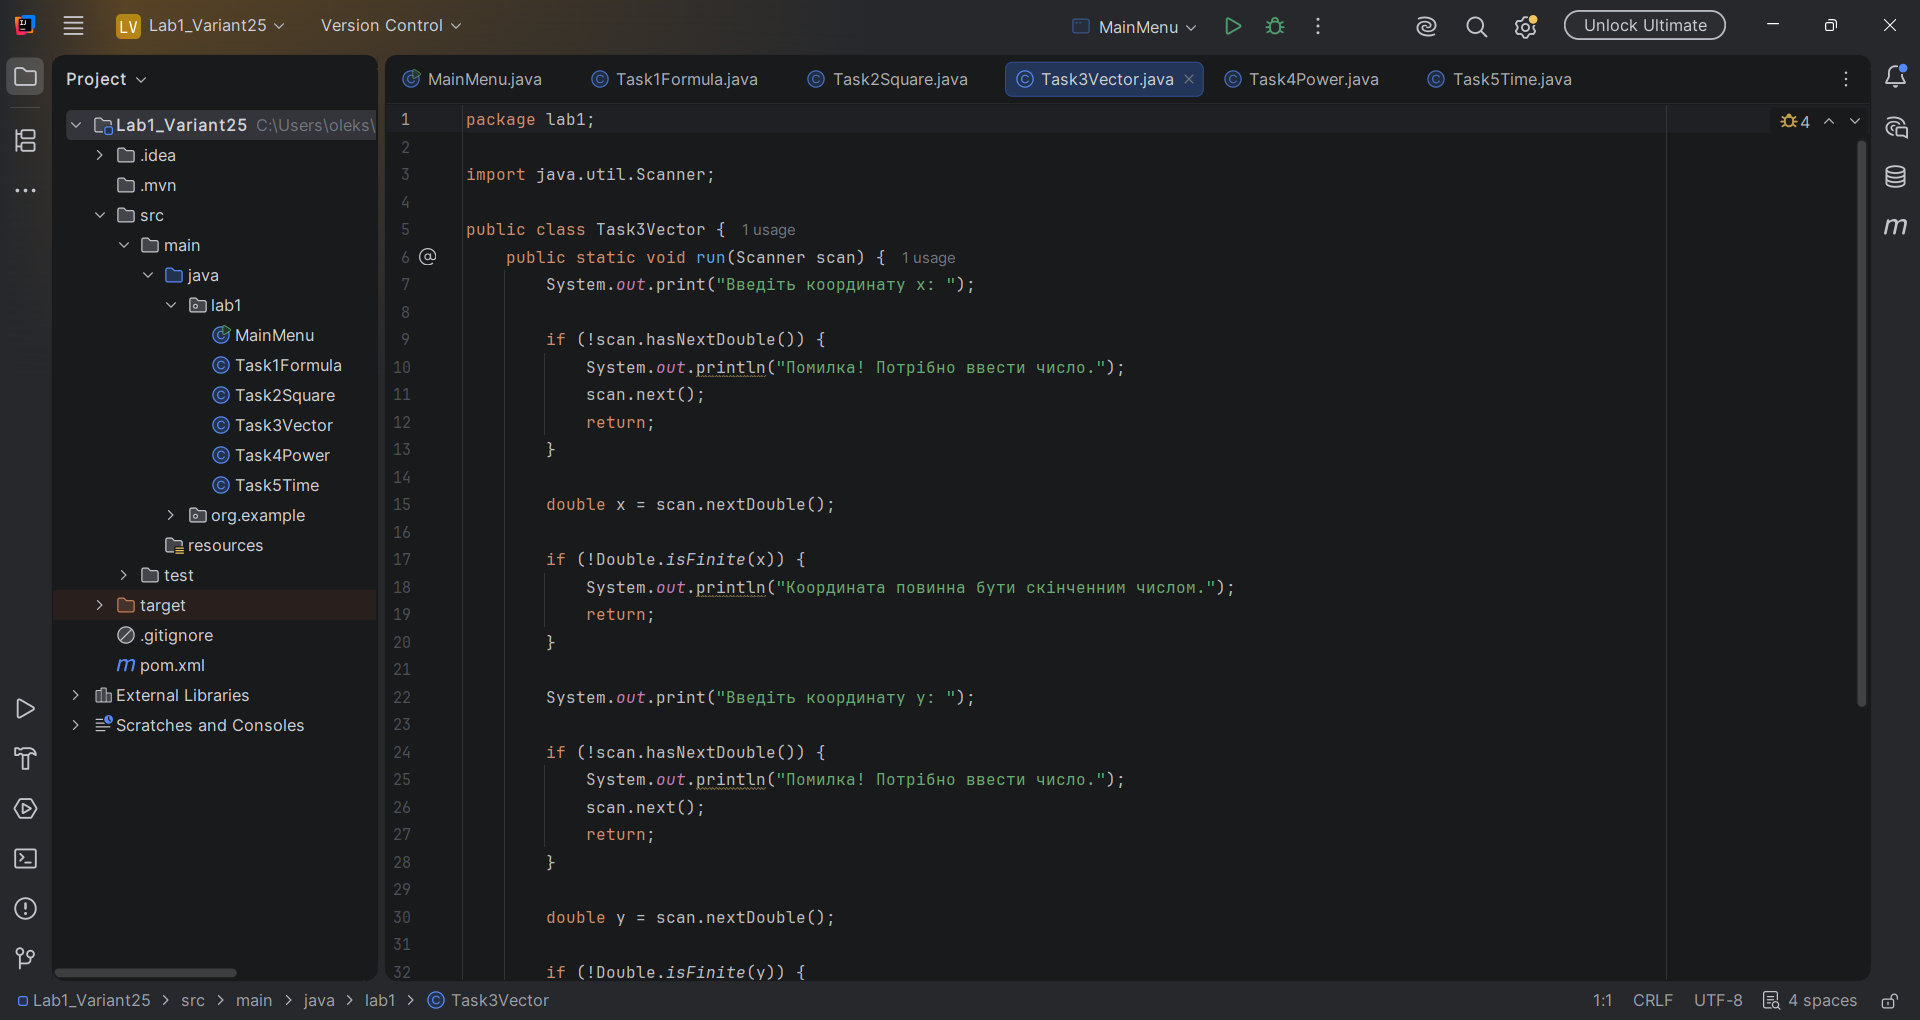 LV Lab1_Variant25 Version Control MainMenu Unlock Ultimate
Project
MainMenu.java Task1Formula.java Task2Square.java Task3Vector.java Task4Power.java Task5Time.java
Lab1_Variant25 C:\Users\oleks\
.idea
.mvn
src
main
java
lab1
MainMenu
Task1Formula
Task2Square
Task3Vector
Task4Power
Task5Time
org.example
resources
test
target
.gitignore
pom.xml
External Libraries
Scratches and Consoles
4
1 package lab1;
2
3 import java.util.Scanner;
4
5 public class Task3Vector { 1 usage
6 public static void run(Scanner scan) { 1 usage
7 System.out.print("Введіть координату x: ");
8
9 if (!scan.hasNextDouble()) {
10 System.out.println("Помилка! Потрібно ввести число.");
11 scan.next();
12 return;
13 }
14
15 double x = scan.nextDouble();
16
17 if (!Double.isFinite(x)) {
18 System.out.println("Координата повинна бути скінченним числом.");
19 return;
20 }
21
22 System.out.print("Введіть координату y: ");
23
24 if (!scan.hasNextDouble()) {
25 System.out.println("Помилка! Потрібно ввести число.");
26 scan.next();
27 return;
28 }
29
30 double y = scan.nextDouble();
31
32 if (!Double.isFinite(y)) {
Lab1_Variant25 > src > main > java > lab1 > Task3Vector 1:1 CRLF UTF-8 4 spaces